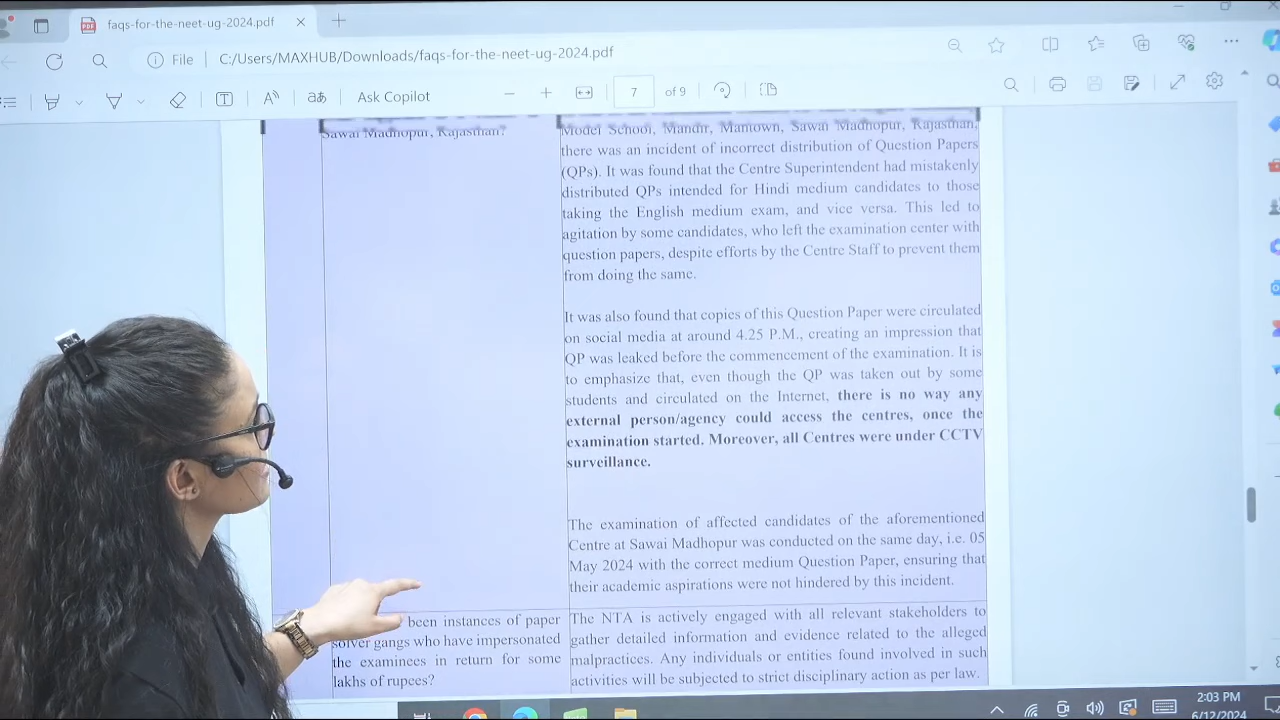 faqs-for-the-neet-ug-2024.pdf
File
C:/Users/MAXHUB/Downloads/faqs-for-the-neet-ug-2024.pdf
Ask Copilot
7 of 9
Sawai Madhopur, Rajasthan?
Model School, Mandir, Mantown, Sawai Madhopur, Rajasthan,
there was an incident of incorrect distribution of Question Papers
(QPs). It was found that the Centre Superintendent had mistakenly
distributed QPs intended for Hindi medium candidates to those
taking the English medium exam, and vice versa. This led to
agitation by some candidates, who left the examination center with
question papers, despite efforts by the Centre Staff to prevent them
from doing the same.
It was also found that copies of this Question Paper were circulated
on social media at around 4.25 P.M., creating an impression that
QP was leaked before the commencement of the examination. It is
to emphasize that, even though the QP was taken out by some
students and circulated on the Internet, there is no way any
external person/agency could access the centres, once the
examination started. Moreover, all Centres were under CCTV
surveillance.
The examination of affected candidates of the aforementioned
Centre at Sawai Madhopur was conducted on the same day, i.e. 05
May 2024 with the correct medium Question Paper, ensuring that
their academic aspirations were not hindered by this incident.
been instances of paper
solver gangs who have impersonated
the examinees in return for some
lakhs of rupees?
The NTA is actively engaged with all relevant stakeholders to
gather detailed information and evidence related to the alleged
malpractices. Any individuals or entities found involved in such
activities will be subjected to strict disciplinary action as per law.
2:03 PM
6/12/2024